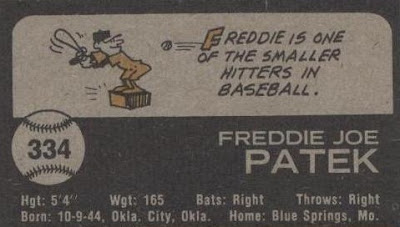 FREDDIE IS ONE
OF THE SMALLER
HITTERS IN
BASEBALL.
334
FREDDIE JOE
PATEK
Hgt: 5'4" Wgt: 165 Bats: Right Throws: Right
Born: 10-9-44, Okla. City, Okla. Home: Blue Springs, Mo.